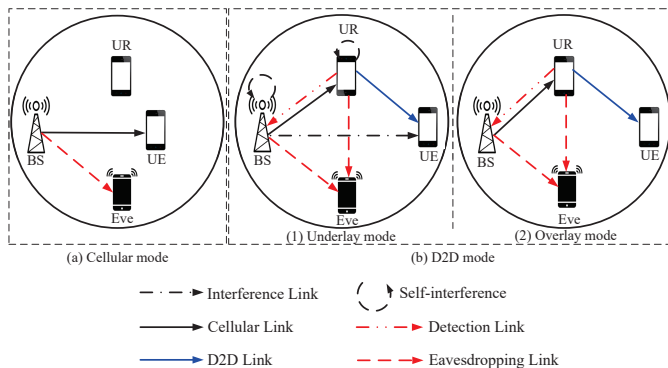 UR
BS
UE
Eve
(a) Cellular mode
UR
BS
UE
Eve
(1) Underlay mode
UR
BS
UE
Eve
(2) Overlay mode
(b) D2D mode
Interference Link
Self-interference
Cellular Link
Detection Link
D2D Link
Eavesdropping Link